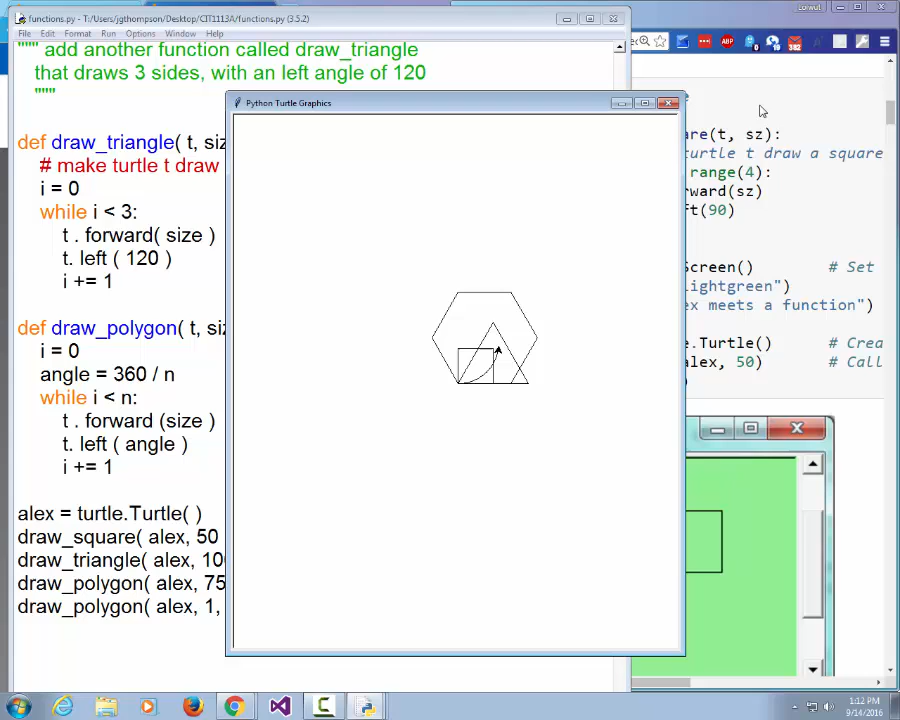 functions.py - T:/Users/jgthompson/Desktop/CIT1113A/functions.py (3.5.2)
File Edit Format Run Options Window Help
""" add another function called draw_triangle
that draws 3 sides, with an left angle of 120
"""
def draw_triangle( t, siz
# make turtle t draw
i = 0
while i < 3:
t . forward( size )
t. left ( 120 )
i += 1
def draw_polygon( t, siz
i = 0
angle = 360 / n
while i < n:
t . forward (size )
t. left ( angle )
i += 1
alex = turtle.Turtle( )
draw_square( alex, 50
draw_triangle( alex, 100
draw_polygon( alex, 75
draw_polygon( alex, 1,
Python Turtle Graphics
Loiwut
ABP
382
are(t, sz):
turtle t draw a square
range(4):
rward(sz)
ft(90)
Screen() # Set
lightgreen")
ex meets a function")
e.Turtle() # Crea
alex, 50) # Call
)
1:12 PM
9/14/2016